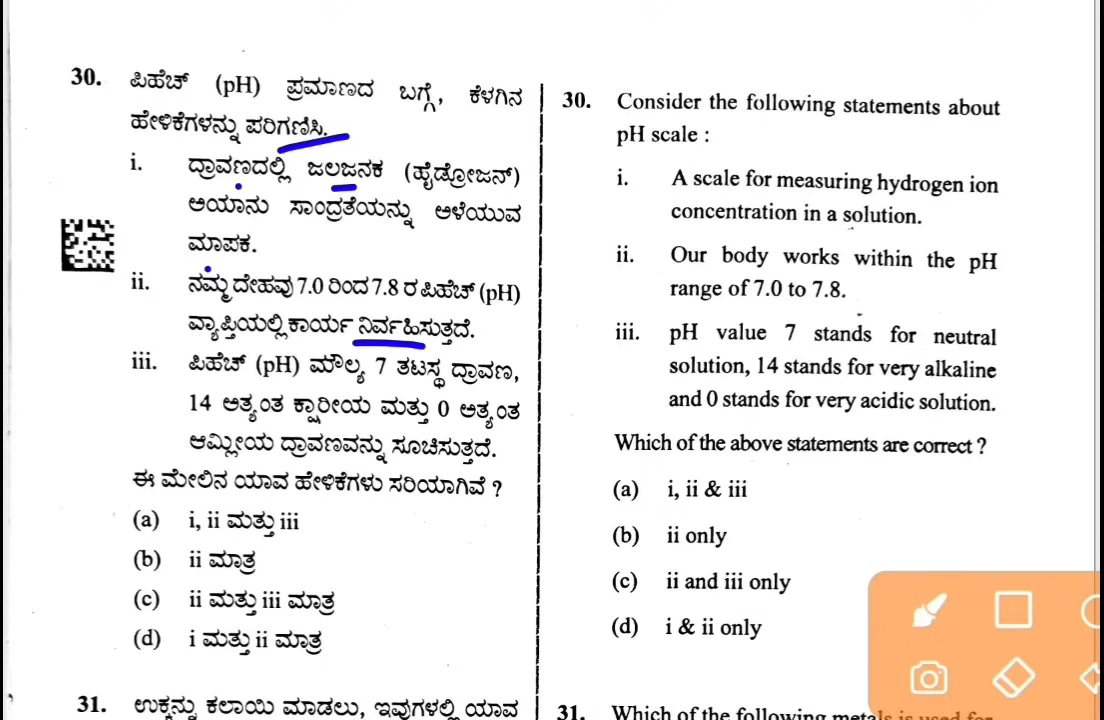 30. ಪಿಹೆಚ್ (pH) ಪ್ರಮಾಣದ ಬಗ್ಗೆ, ಕೆಳಗಿನ
ಹೇಳಿಕೆಗಳನ್ನು ಪರಿಗಣಿಸಿ.
i. ದ್ರಾವಣದಲ್ಲಿ ಜಲಜನಕ (ಹೈಡ್ರೋಜನ್)
ಅಯಾನು ಸಾಂದ್ರತೆಯನ್ನು ಅಳೆಯುವ
ಮಾಪಕ.
ii. ನಮ್ಮ ದೇಹವು 7.0 ರಿಂದ 7.8 ರ ಪಿಹೆಚ್ (pH)
ವ್ಯಾಪ್ತಿಯಲ್ಲಿ ಕಾರ್ಯ ನಿರ್ವಹಿಸುತ್ತದೆ.
iii. ಪಿಹೆಚ್ (pH) ಮೌಲ್ಯ 7 ತಟಸ್ಥ ದ್ರಾವಣ,
14 ಅತ್ಯಂತ ಕ್ಷಾರೀಯ ಮತ್ತು 0 ಅತ್ಯಂತ
ಆಮ್ಲೀಯ ದ್ರಾವಣವನ್ನು ಸೂಚಿಸುತ್ತದೆ.
ಈ ಮೇಲಿನ ಯಾವ ಹೇಳಿಕೆಗಳು ಸರಿಯಾಗಿವೆ ?
(a) i, ii ಮತ್ತು iii
(b) ii ಮಾತ್ರ
(c) ii ಮತ್ತು iii ಮಾತ್ರ
(d) i ಮತ್ತು ii ಮಾತ್ರ
31. ಉಕ್ಕನ್ನು ಕಲಾಯಿ ಮಾಡಲು, ಇವುಗಳಲ್ಲಿ ಯಾವ
30. Consider the following statements about
pH scale :
i. A scale for measuring hydrogen ion
concentration in a solution.
ii. Our body works within the pH
range of 7.0 to 7.8.
iii. pH value 7 stands for neutral
solution, 14 stands for very alkaline
and 0 stands for very acidic solution.
Which of the above statements are correct ?
(a) i, ii & iii
(b) ii only
(c) ii and iii only
(d) i & ii only
31. Which of the following metals is used for